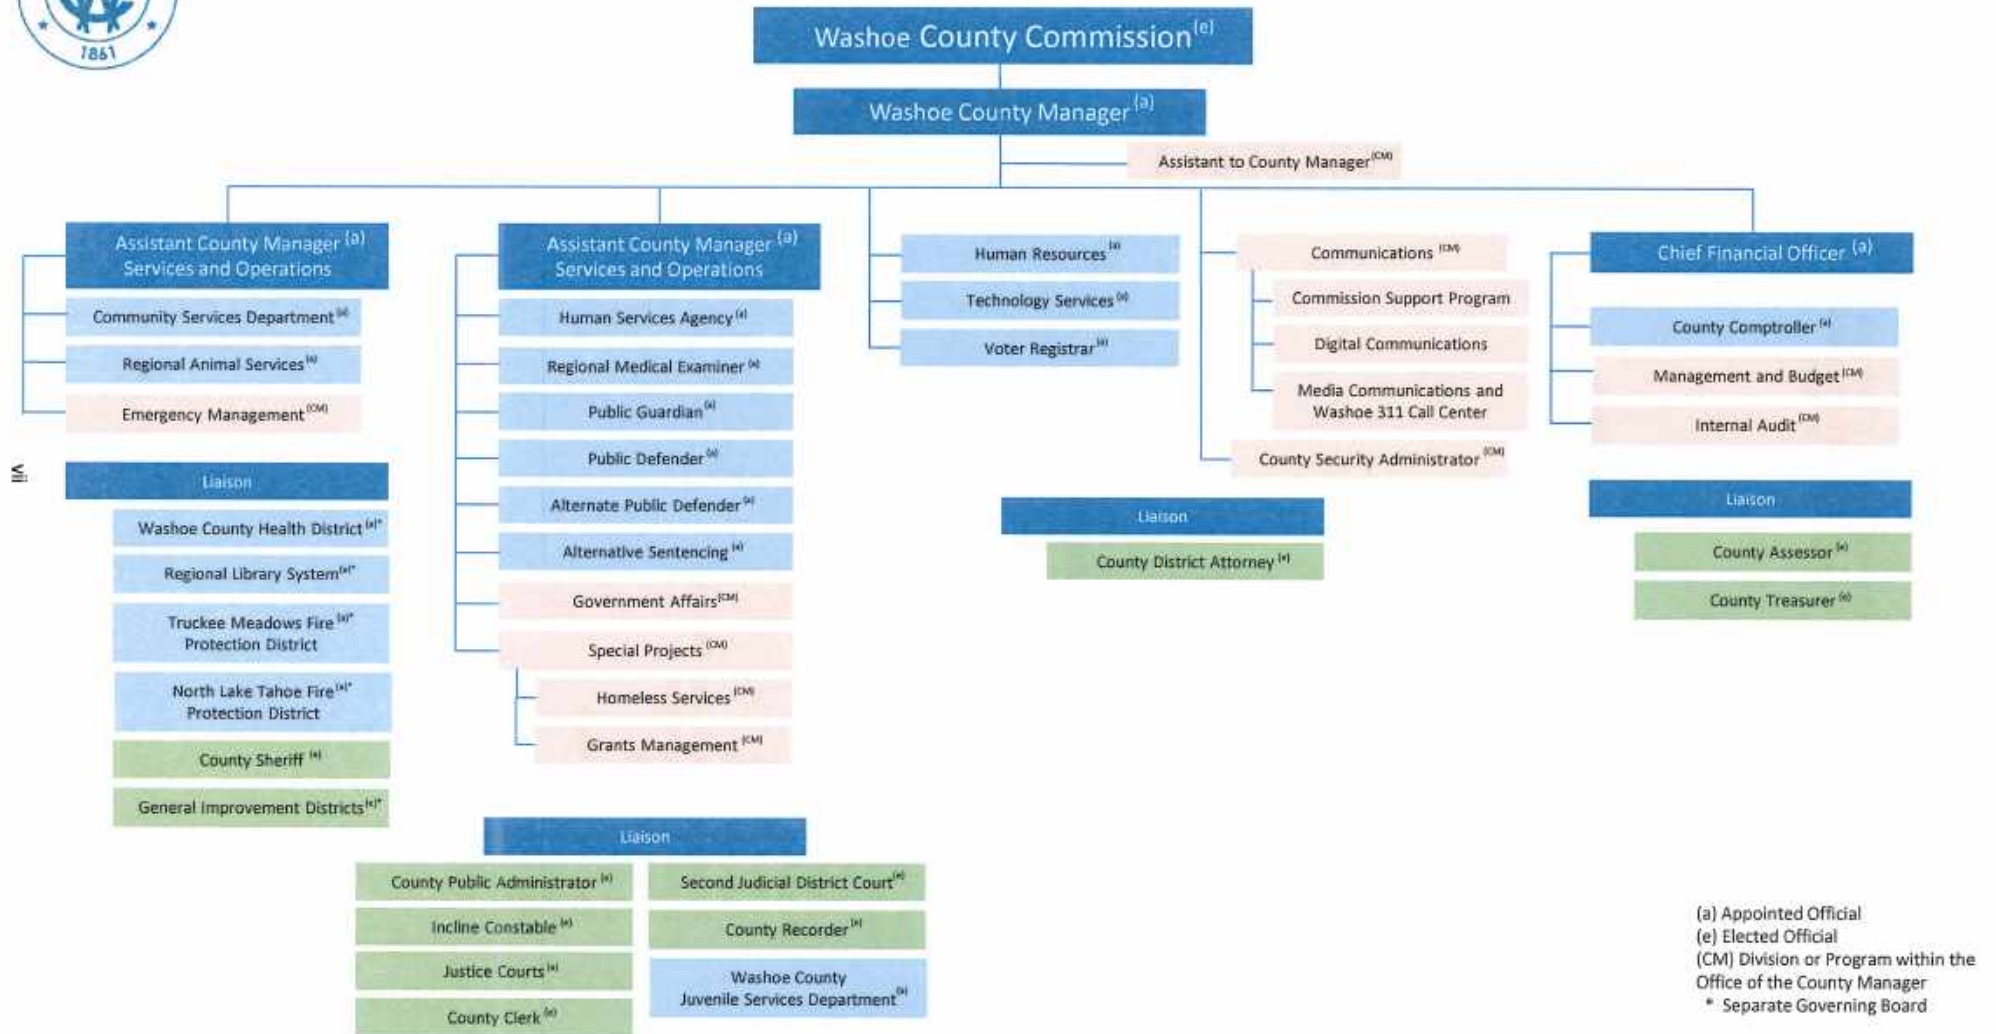 1861
Washoe County Commission(e)
Washoe County Manager (a)
Assistant to County Manager(CM)
Assistant County Manager (a)
Services and Operations
Community Services Department(a)
Regional Animal Services(a)
Emergency Management(CM)
Liaison
Washoe County Health District(a)*
Regional Library System(a)*
Truckee Meadows Fire(a)*
Protection District
North Lake Tahoe Fire(a)*
Protection District
County Sheriff (e)
General Improvement Districts(e)*
Assistant County Manager (a)
Services and Operations
Human Services Agency(a)
Regional Medical Examiner(a)
Public Guardian(a)
Public Defender(a)
Alternate Public Defender(a)
Alternative Sentencing(a)
Government Affairs(CM)
Special Projects(CM)
Homeless Services(CM)
Grants Management(CM)
Liaison
County Public Administrator(e)
Incline Constable(e)
Justice Courts(e)
County Clerk(e)
Second Judicial District Court(e)
County Recorder(e)
Washoe County
Juvenile Services Department(a)
Human Resources(a)
Technology Services(a)
Voter Registrar(a)
Communications (CM)
Commission Support Program
Digital Communications
Media Communications and
Washoe 311 Call Center
County Security Administrator(CM)
Liaison
County District Attorney(e)
Chief Financial Officer (a)
County Comptroller(a)
Management and Budget(CM)
Internal Audit(CM)
Liaison
County Assessor(e)
County Treasurer(e)
(a) Appointed Official
(e) Elected Official
(CM) Division or Program within the
Office of the County Manager
* Separate Governing Board